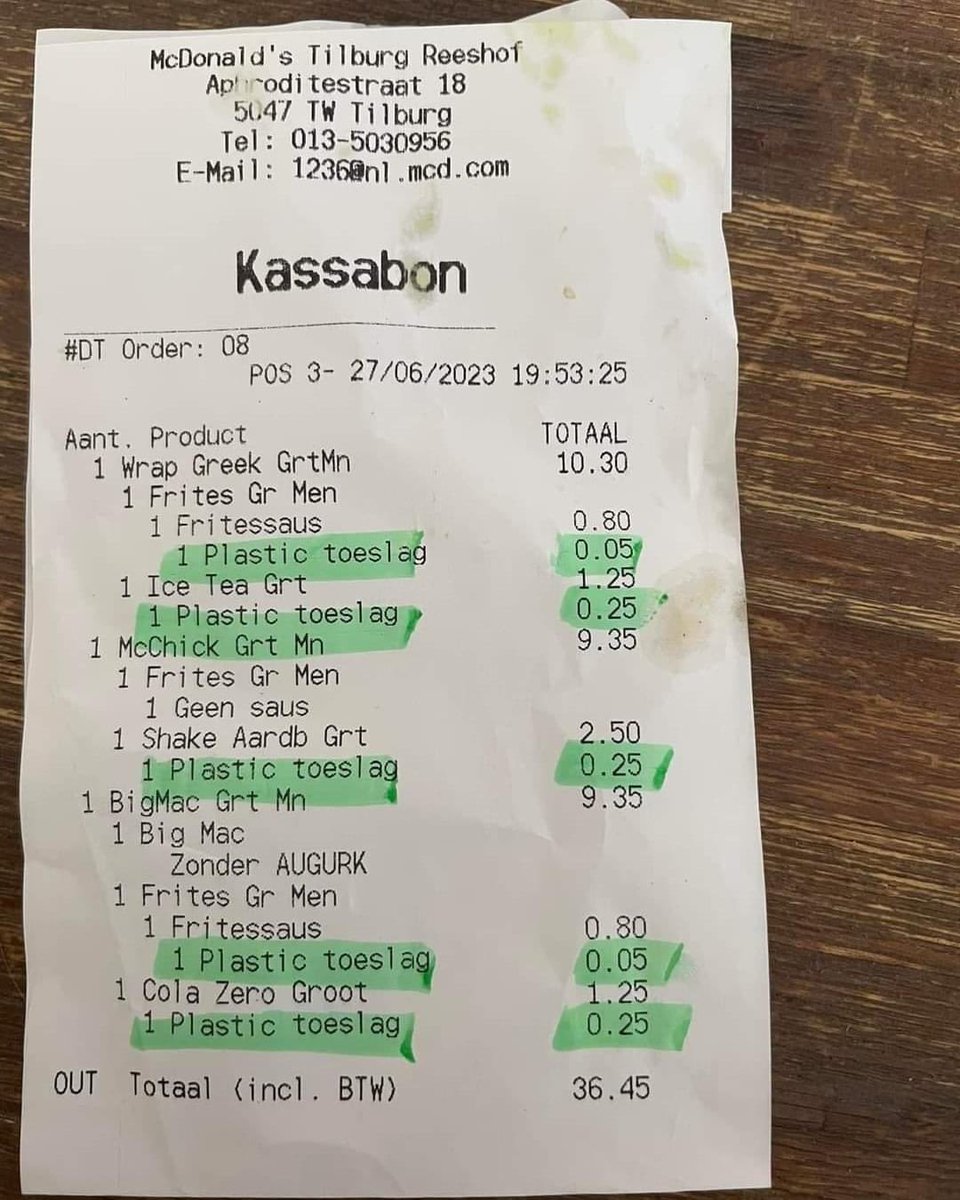 McDonald's Tilburg Reeshof
Aphroditestraat 18
5047 TW Tilburg
Tel: 013-5030956
E-Mail: 1236@nl.mcd.com
Kassabon
#DT Order: 08
POS 3- 27/06/2023 19:53:25
Aant. Product TOTAAL
1 Wrap Greek GrtMn 10.30
1 Frites Gr Men
1 Fritessaus 0.80
1 Plastic toeslag 0.05
1 Ice Tea Grt 1.25
1 Plastic toeslag 0.25
1 McChick Grt Mn 9.35
1 Frites Gr Men
1 Geen saus
1 Shake Aardb Grt 2.50
1 Plastic toeslag 0.25
1 BigMac Grt Mn 9.35
1 Big Mac
Zonder AUGURK
1 Frites Gr Men
1 Fritessaus 0.80
1 Plastic toeslag 0.05
1 Cola Zero Groot 1.25
1 Plastic toeslag 0.25
OUT Totaal (incl. BTW) 36.45